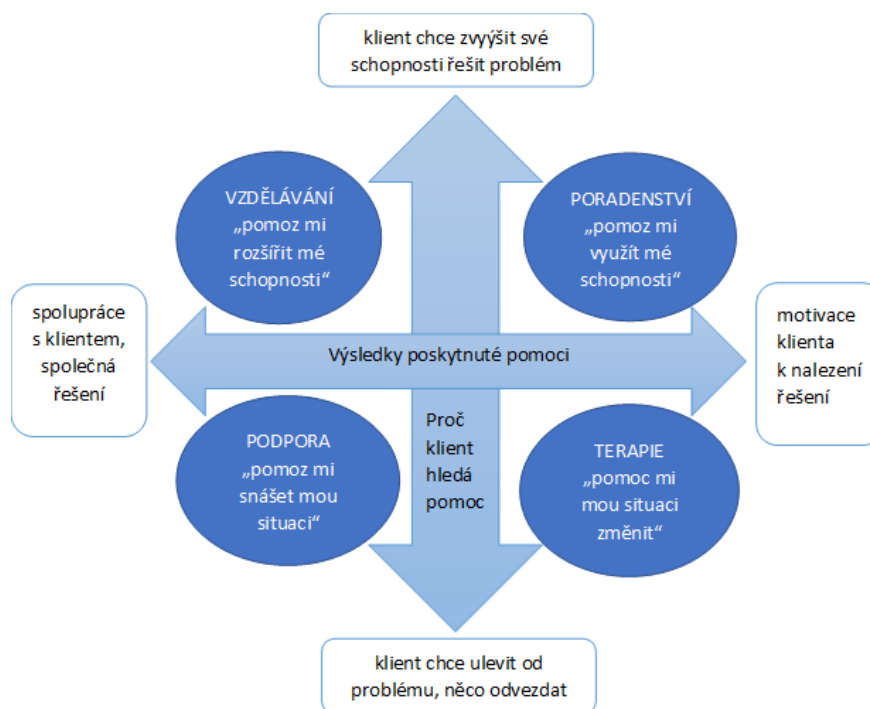 klient chce zvyýšit své
schopnosti řešit problém
VZDĚLÁVÁNÍ
„pomoz mi
rozšířit mé
schopnosti“
PORADENSTVÍ
„pomoz mi
využít mé
schopnosti“
spolupráce
s klientem,
společná
řešení
Výsledky poskytnuté pomoci
motivace
klienta
k nalezení
řešení
Proč
klient
hledá
pomoc
PODPORA
„pomoz mi
snášet mou
situaci“
TERAPIE
„pomoc mi
mou situaci
změnit“
klient chce ulevit od
problému, něco odvezdat